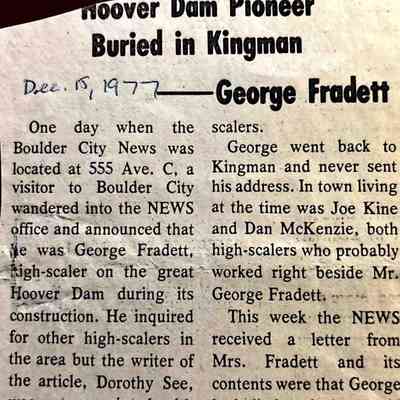 Hoover Dam Pioneer
Buried in Kingman
Dec. 15, 1977
George Fradett
One day when the
Boulder City News was
located at 555 Ave. C, a
visitor to Boulder City
wandered into the NEWS
office and announced that
he was George Fradett,
high-scaler on the great
Hoover Dam during its
construction. He inquired
for other high-scalers in
the area but the writer of
the article, Dorothy See,
scalers.
George went back to
Kingman and never sent
his address. In town living
at the time was Joe Kine
and Dan McKenzie, both
high-scalers who probably
worked right beside Mr.
George Fradett.
This week the NEWS
received a letter from
Mrs. Fradett and its
contents were that George